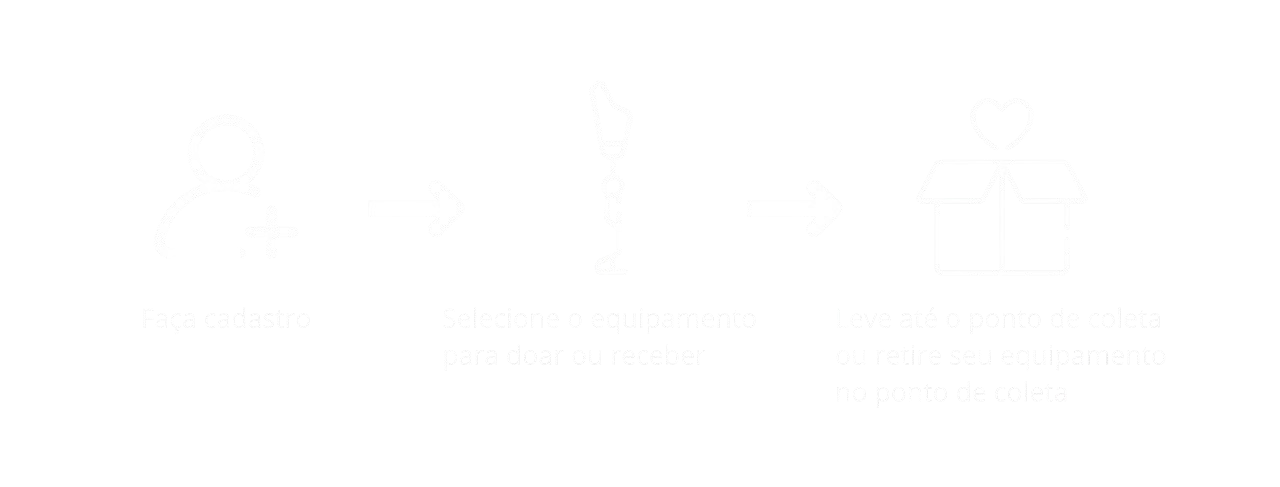 Faça cadastro
Selecione o equipamento
para doar ou receber
Leve até o ponto de coleta
ou retire seu equipamento
no ponto de coleta